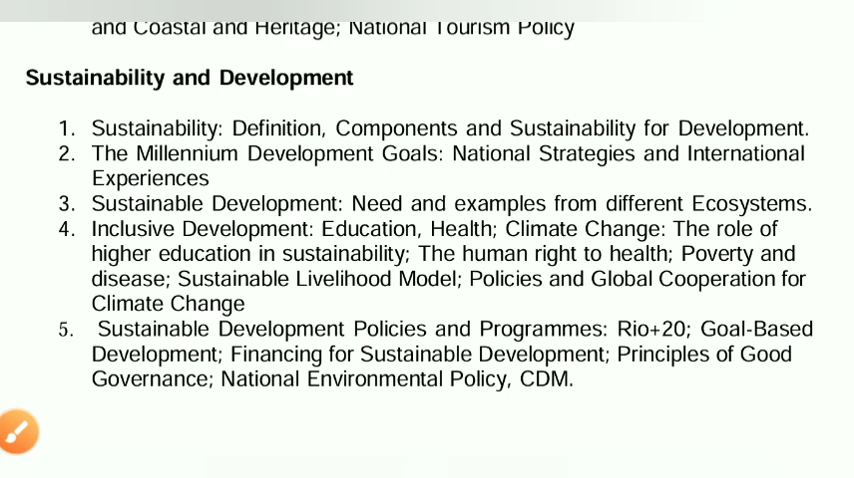 and Coastal and Heritage; National Tourism Policy
Sustainability and Development
1. Sustainability: Definition, Components and Sustainability for Development.
2. The Millennium Development Goals: National Strategies and International
Experiences
3. Sustainable Development: Need and examples from different Ecosystems.
4. Inclusive Development: Education, Health; Climate Change: The role of
higher education in sustainability; The human right to health; Poverty and
disease; Sustainable Livelihood Model; Policies and Global Cooperation for
Climate Change
5. Sustainable Development Policies and Programmes: Rio+20; Goal-Based
Development; Financing for Sustainable Development; Principles of Good
Governance; National Environmental Policy, CDM.